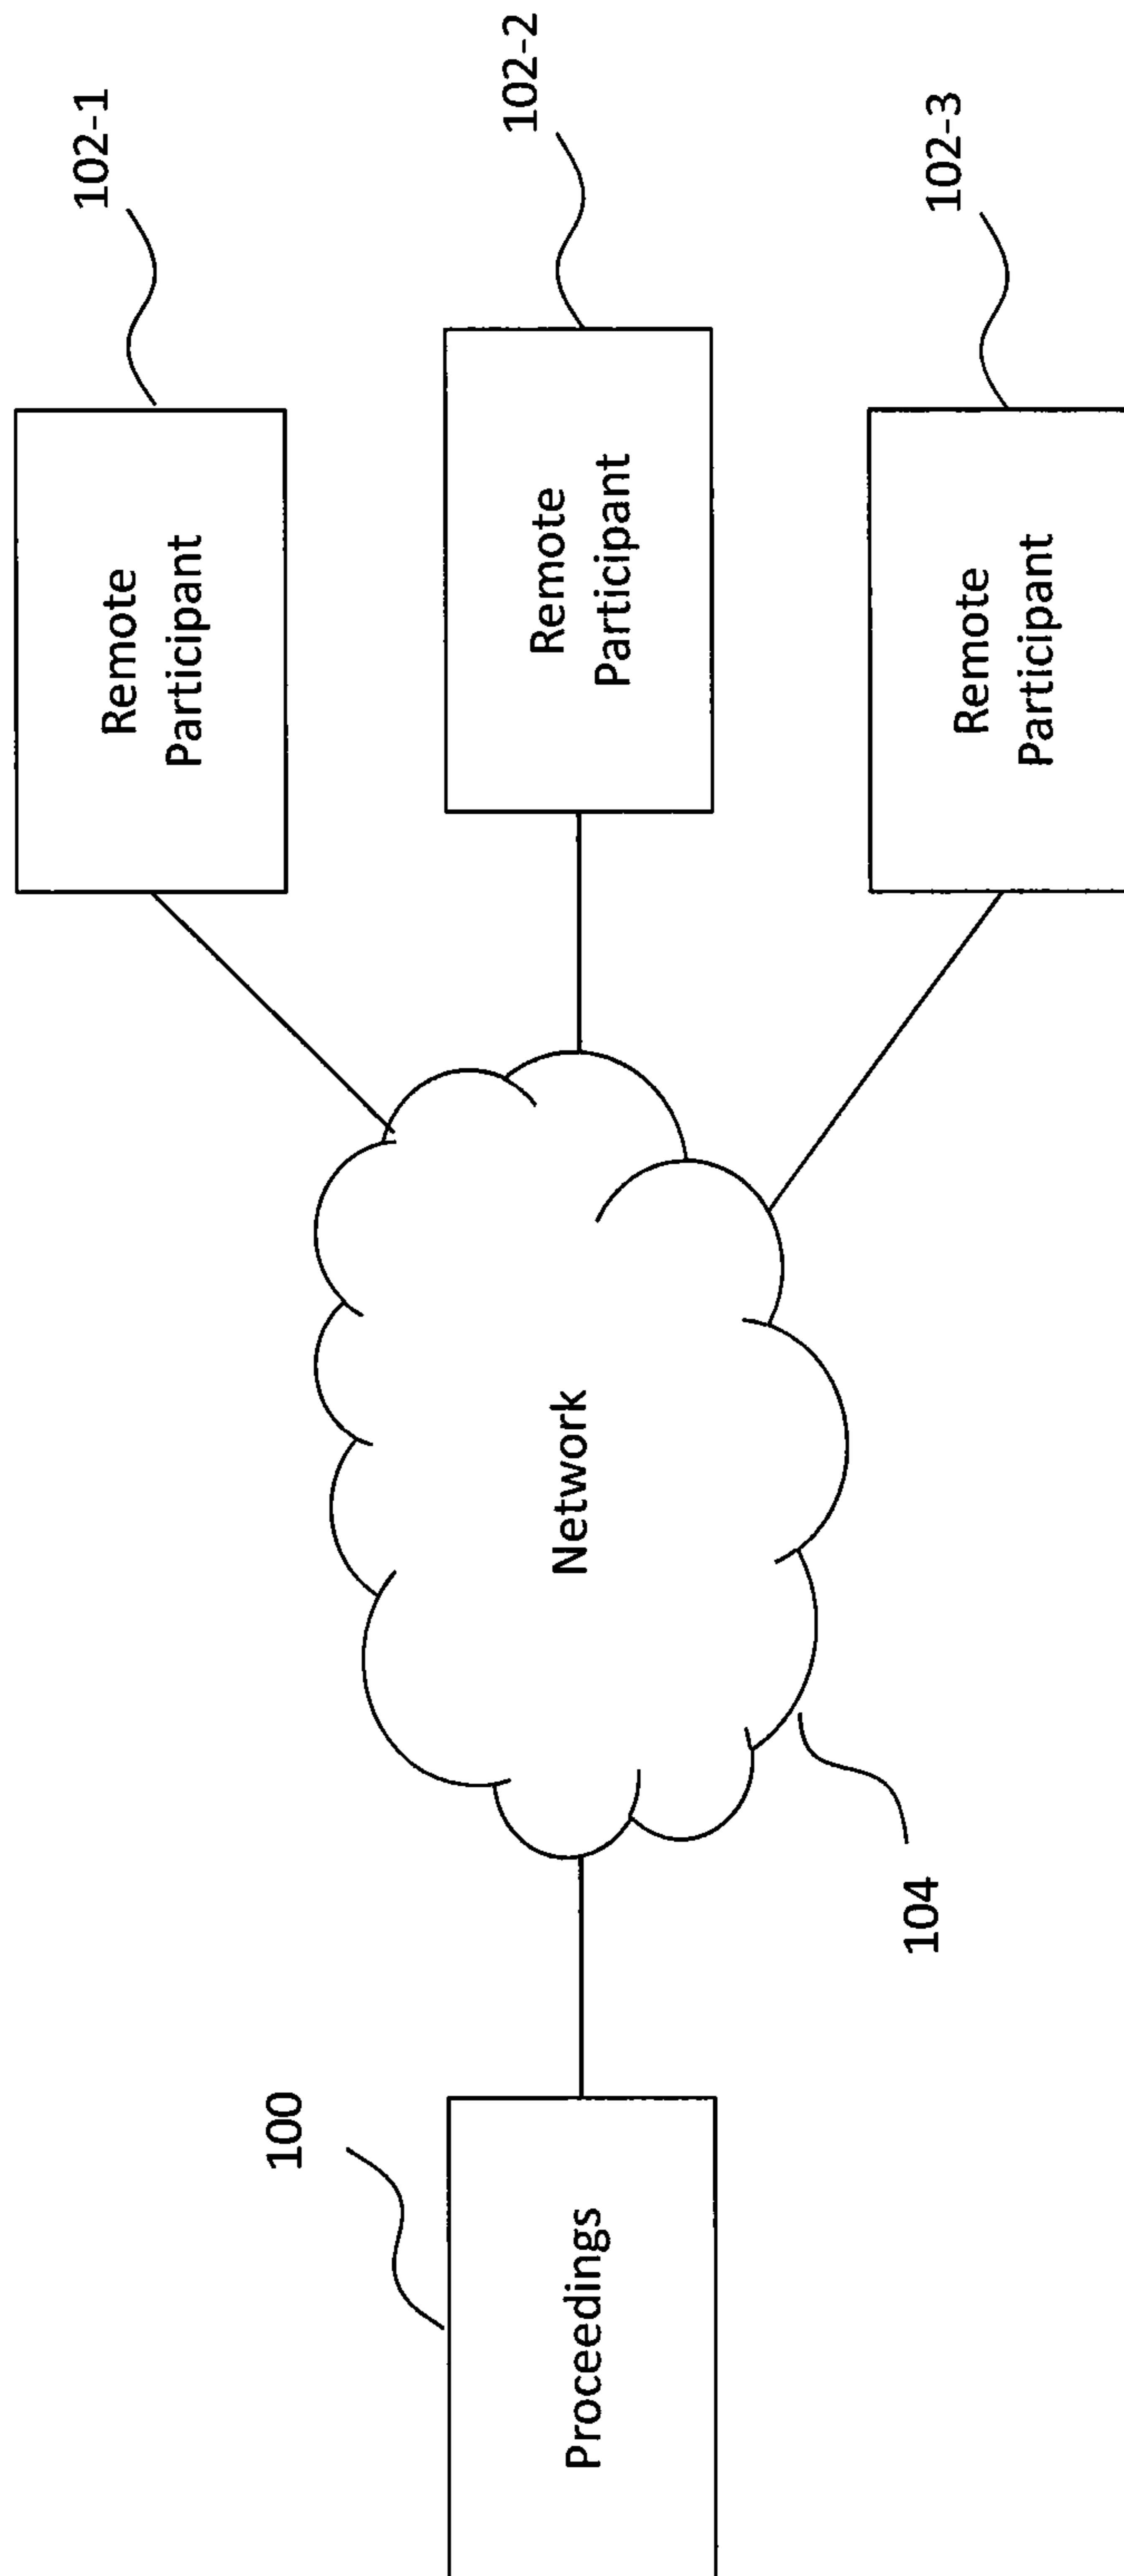 102-1
Remote
Participant
102-2
Remote
Participant
102-3
Remote
Participant
Network
104
100
Proceedings